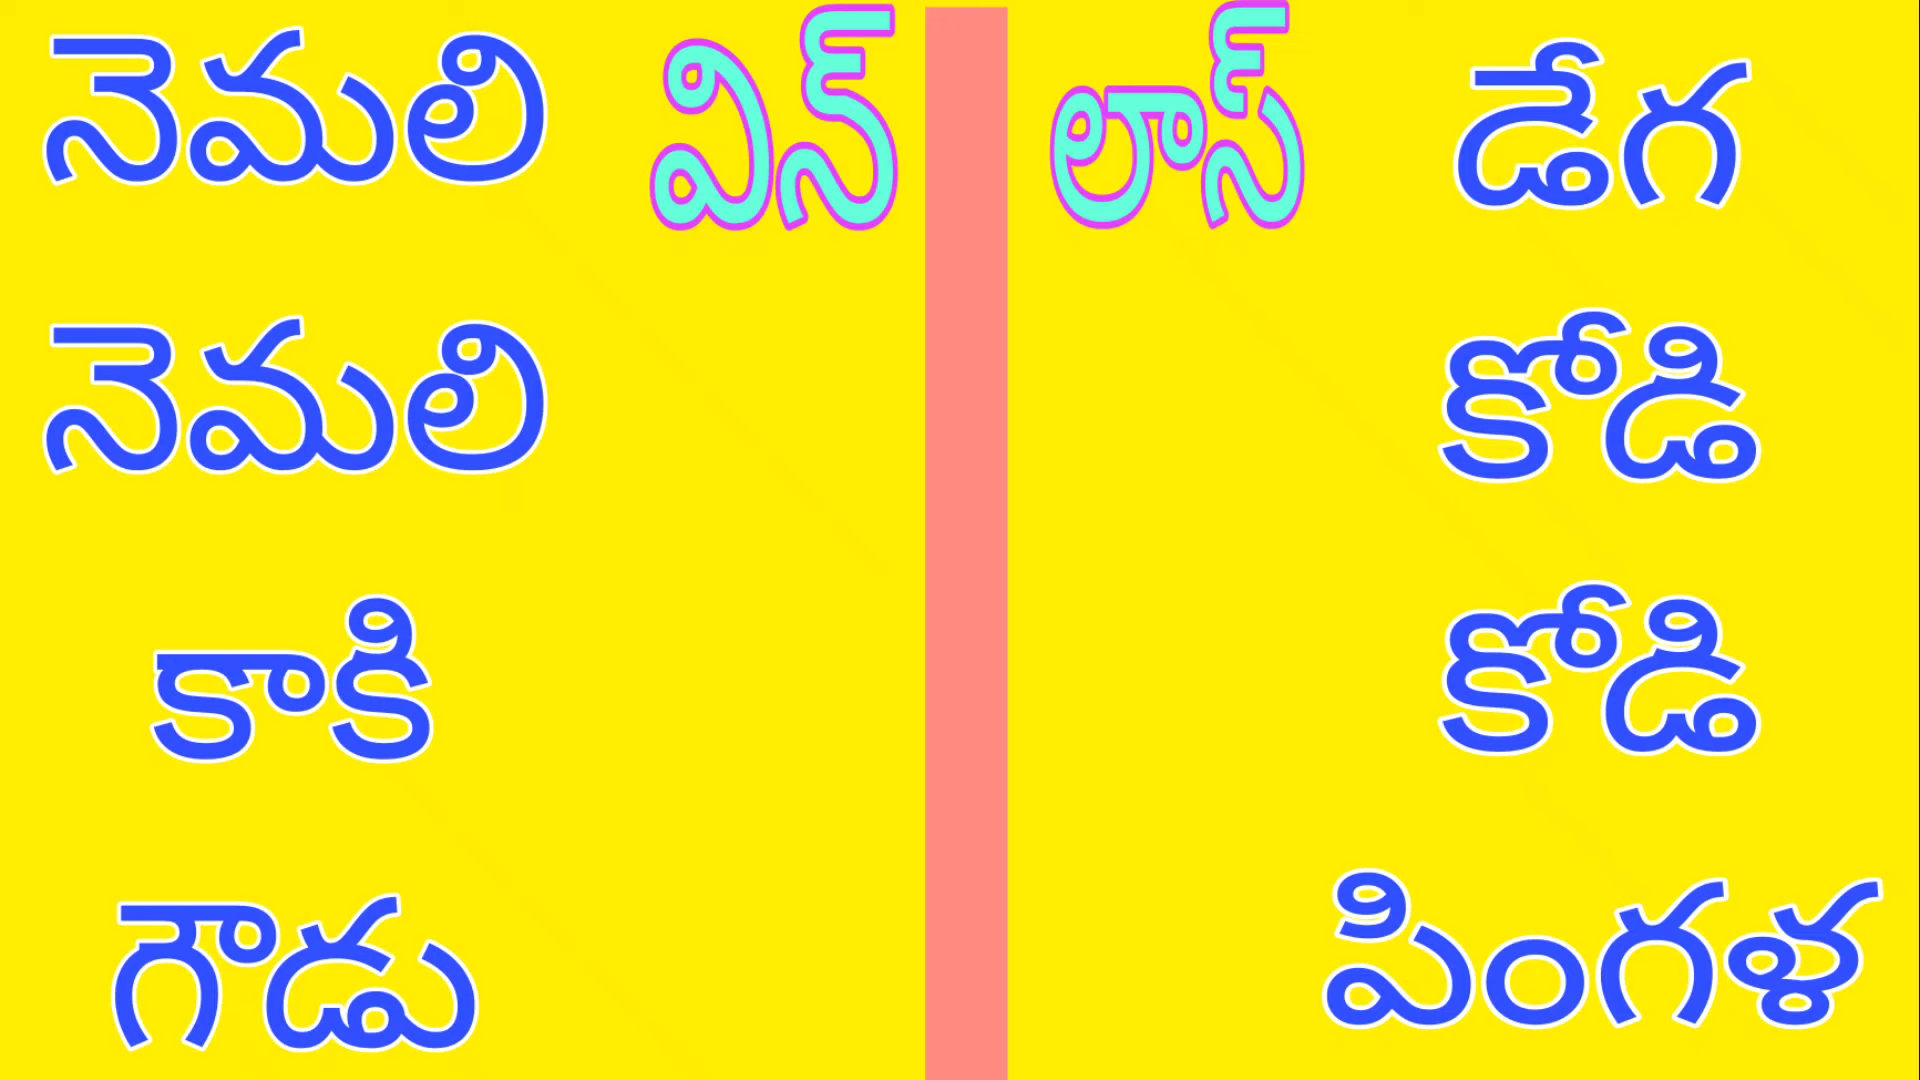 నెమలి విన్ లాస్ డేగ
నెమలి కోడి
కాకి కోడి
గౌడు పింగళ